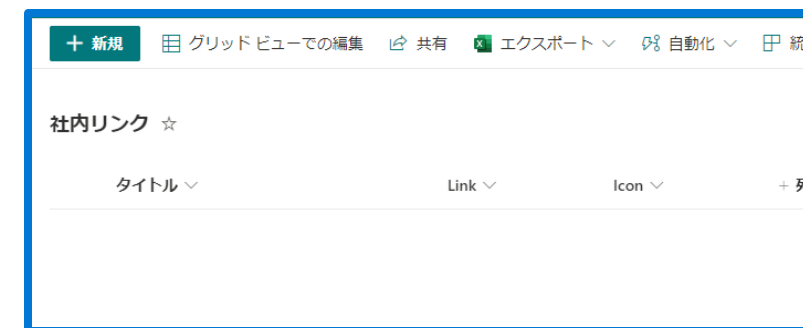 新規 グリッド ビューでの編集 共有 エクスポート 自動化
社内リンク
タイトル Link Icon